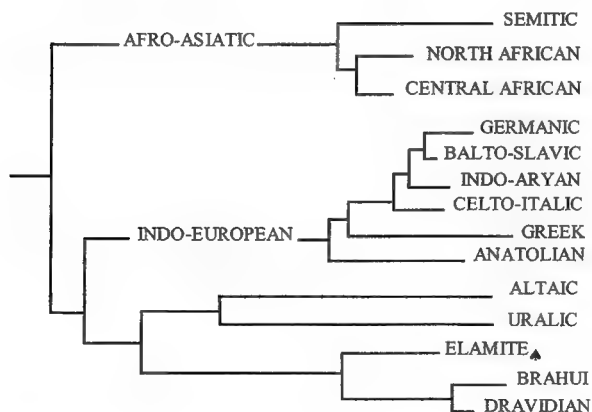 SEMITIC
AFRO-ASIATIC
NORTH AFRICAN
CENTRAL AFRICAN
GERMANIC
BALTO-SLAVIC
INDO-ARYAN
CELTO-ITALIC
INDO-EUROPEAN
GREEK
ANATOLIAN
ALTAIC
URALIC
ELAMITE♠
BRAHUI
DRAVIDIAN